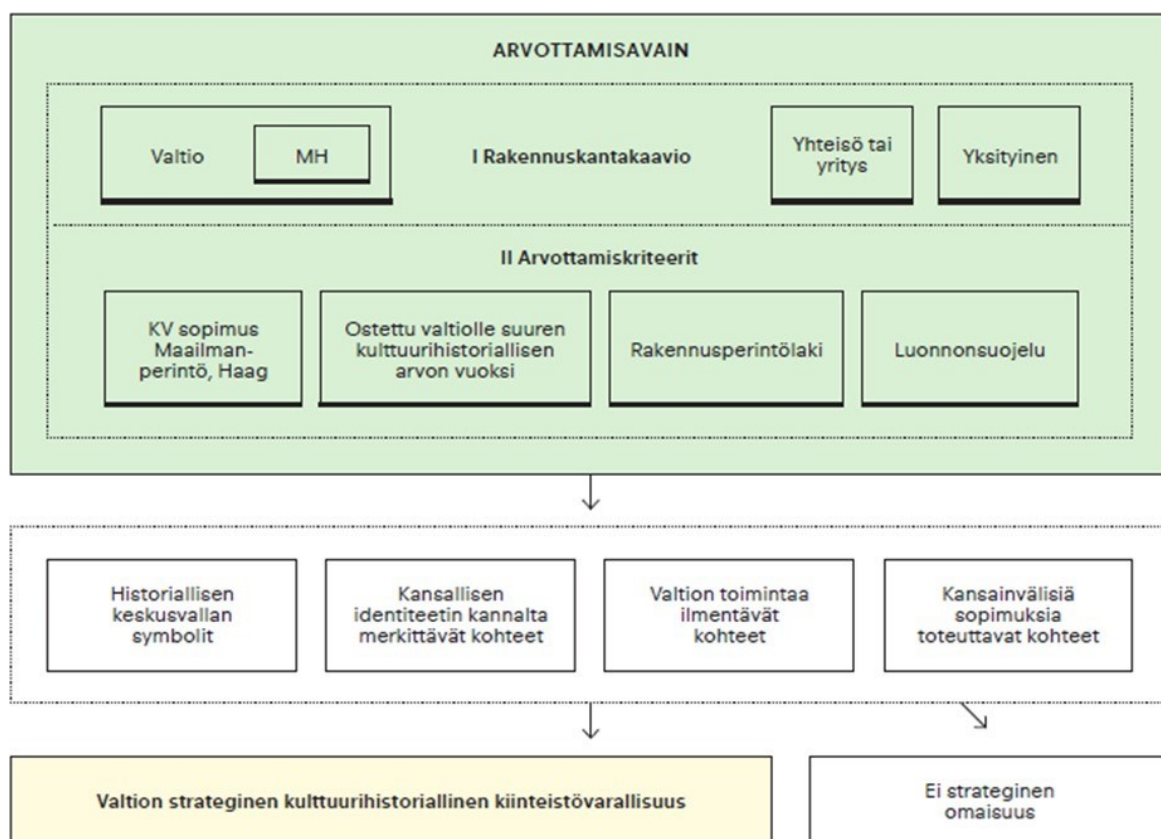 ARVOTTAMISAVAIN
Valtio
MH
I Rakennuskantakaavio
Yhteisö tai
yritys
Yksityinen
II Arvottamiskriteerit
KV sopimus
Maailman-
perintö, Haag
Ostettu valtiolle suuren
kulttuurihistoriallisen
arvon vuoksi
Rakennusperintölaki
Luonnonsuojelu
Historiallisen
keskusvallan
symbolit
Kansallisen
identiteetin kannalta
merkittävät kohteet
Valtion toimintaa
ilmentävät
kohteet
Kansainvälisiä
sopimuksia
toteuttavat kohteet
Valtion strateginen kulttuurihistoriallinen kiinteistövarallisuus
Ei strateginen
omaisuus